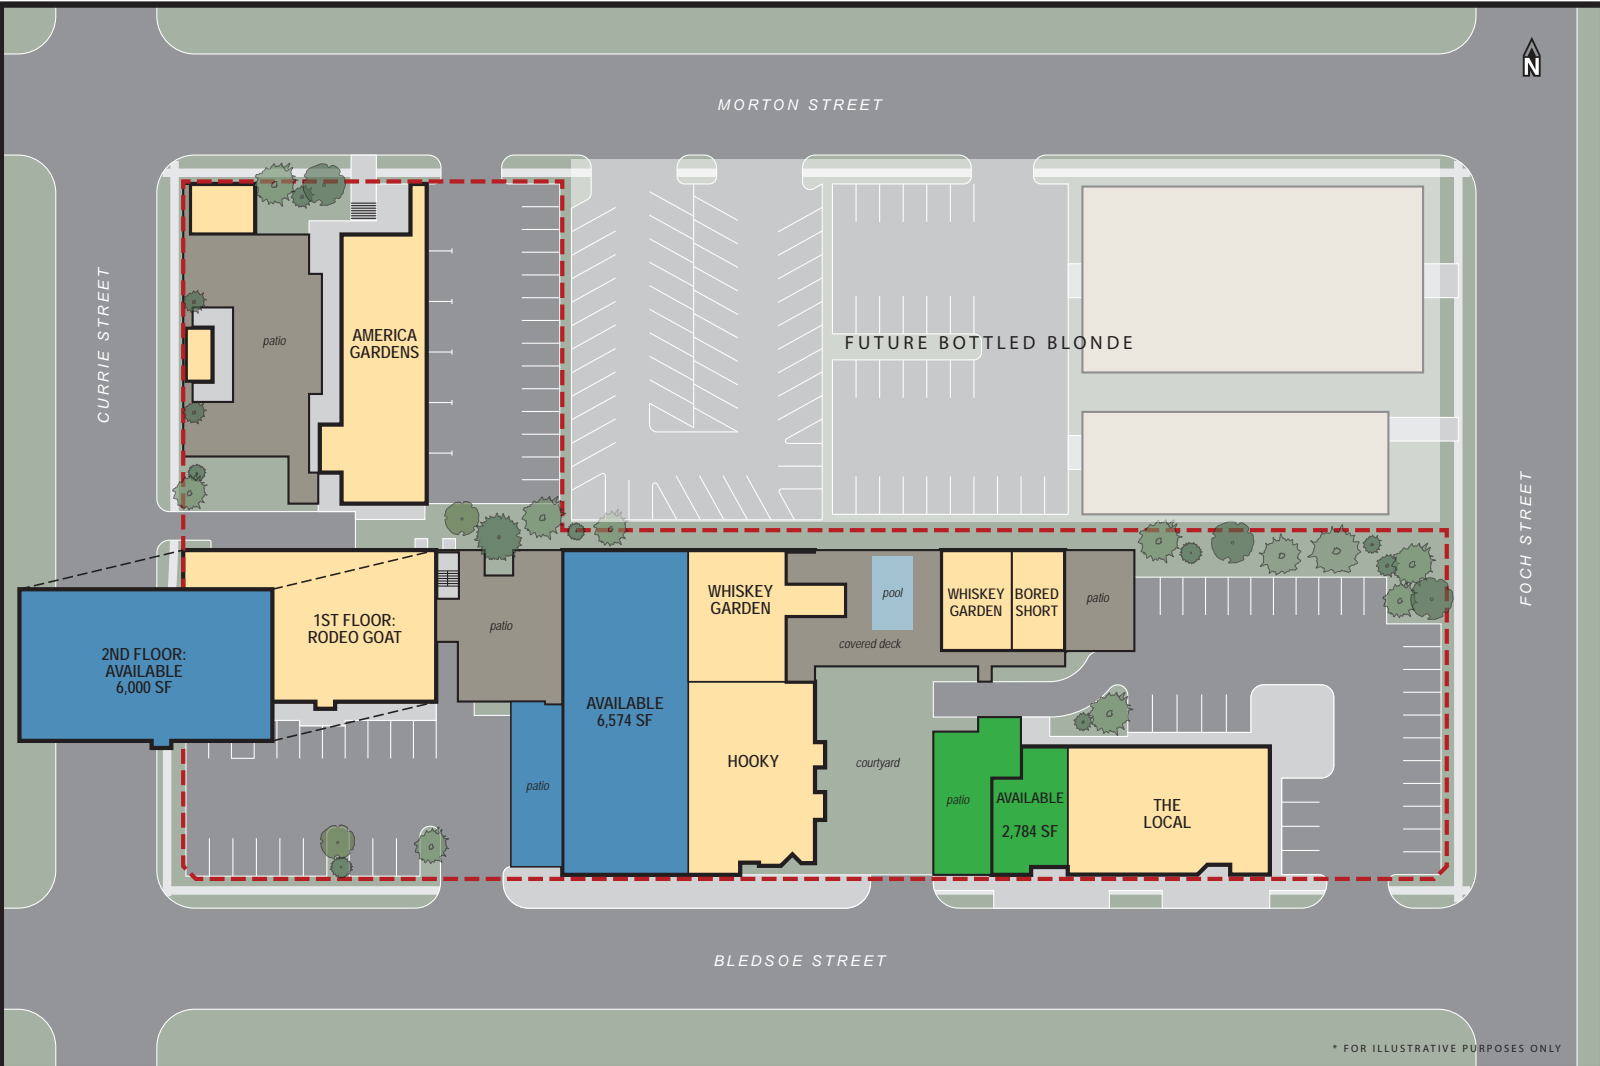 N
MORTON STREET
CURRIE STREET
patio
AMERICA
GARDENS
FUTURE BOTTLED BLONDE
FOCH STREET
1ST FLOOR:
RODEO GOAT
2ND FLOOR:
AVAILABLE
6,000 SF
patio
WHISKEY
GARDEN
pool
covered deck
WHISKEY
GARDEN
BORED
SHORT
patio
AVAILABLE
6,574 SF
HOOKY
patio
courtyard
patio
AVAILABLE
2,784 SF
THE
LOCAL
BLEDSOE STREET
* FOR ILLUSTRATIVE PURPOSES ONLY